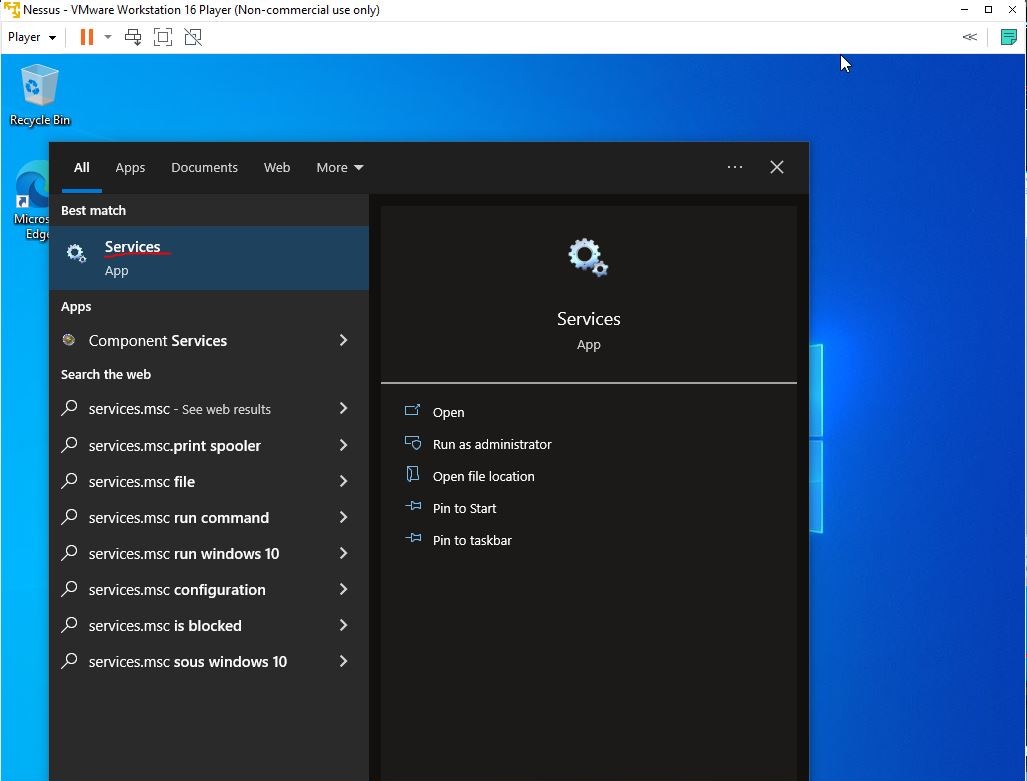 Nessus - VMware Workstation 16 Player (Non-commercial use only)
Player
Recycle Bin
Micros
Edge
All Apps Documents Web More
Best match
Services
App
Apps
Component Services
Search the web
services.msc - See web results
services.msc.print spooler
services.msc file
services.msc run command
services.msc run windows 10
services.msc configuration
services.msc is blocked
services.msc sous windows 10
Services
App
Open
Run as administrator
Open file location
Pin to Start
Pin to taskbar